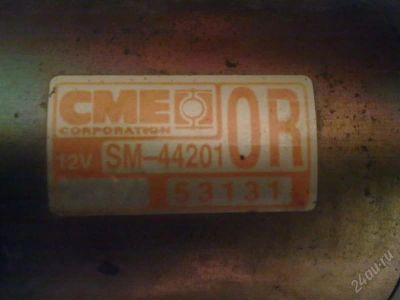 CME OR
CORPORATION
12V SM-44201
53131
24au.ru